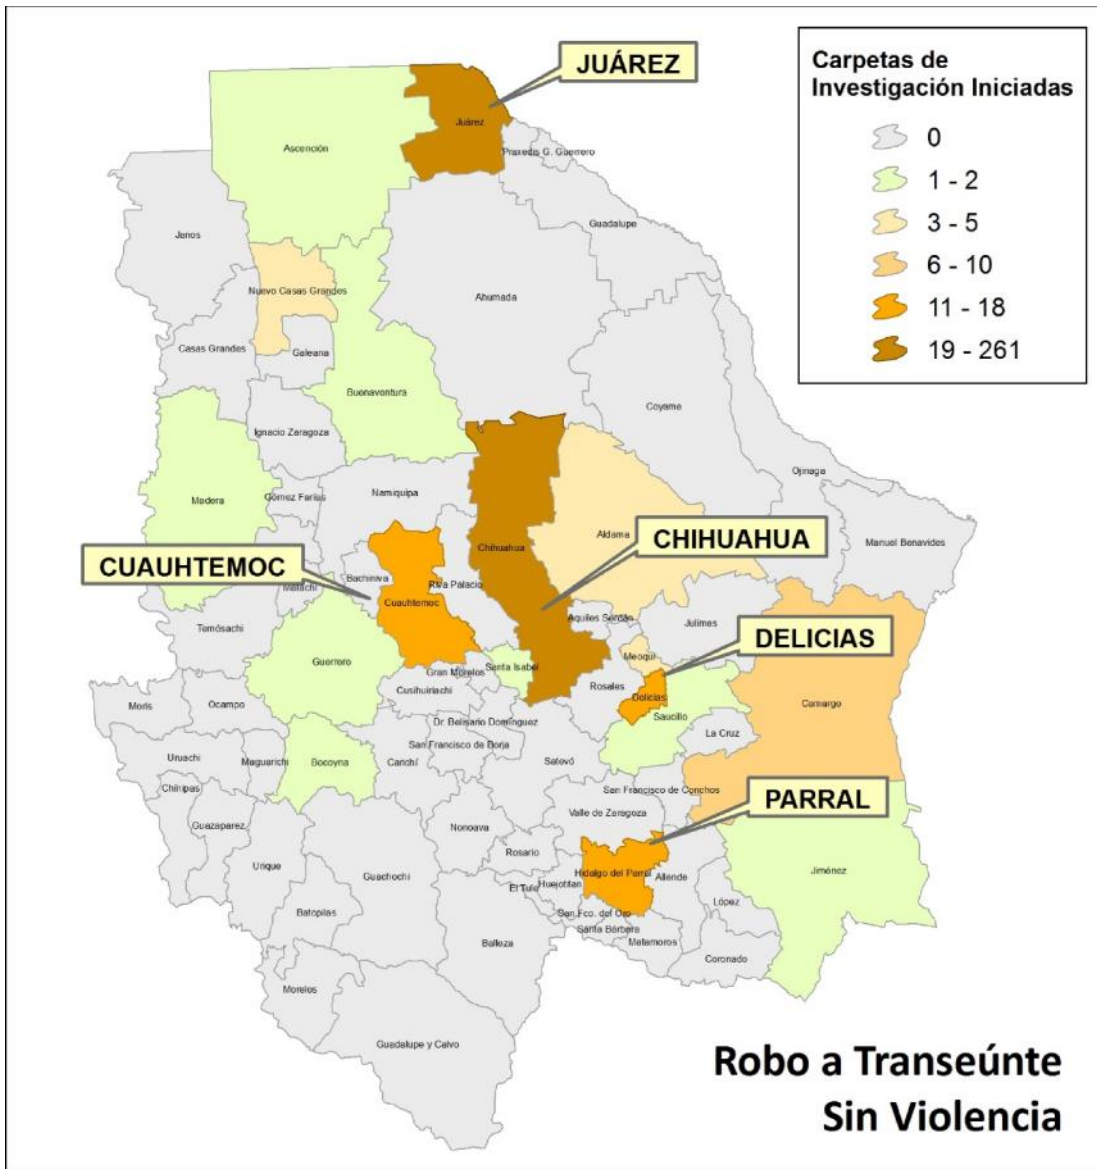 JUÁREZ
Carpetas de
Investigación Iniciadas
0
1 - 2
3 - 5
6 - 10
11 - 18
19 - 261
Juárez
Ascención
Praxedis G. Guerrero
Guadalupe
Janos
Nuevo Casas Grandes
Ahumada
Casas Grandes
Galeana
Buenaventura
Coyame
Ignacio Zaragoza
Ojinaga
Madera
Gómez Farías
Namiquipa
Aldama
CHIHUAHUA
Chihuahua
Manuel Benavides
CUAUHTEMOC
Bachiniva
Riva Palacio
Matachi
Cuauhtemoc
Aquiles Serdán
Julimes
Temósachi
DELICIAS
Guerrero
Santa Isabel
Meoqui
Gran Morelos
Rosales
Delicias
Cusihuiriachi
Moris
Ocampo
Saucillo
Camargo
Dr. Belisario Domínguez
La Cruz
San Francisco de Borja
Uruachi
Maguarichi
Bocoyna
Carichí
Satevó
Chínipas
San Francisco de Conchos
PARRAL
Valle de Zaragoza
Guazaparez
Nonoava
Rosario
Urique
Guachochi
Hidalgo del Parral
Allende
Jiménez
El Tule
Huejotitan
López
Batopilas
San Fco. del Oro
Santa Bárbara
Balleza
Matamoros
Coronado
Morelos
Guadalupe y Calvo
Robo a Transeúnte
Sin Violencia